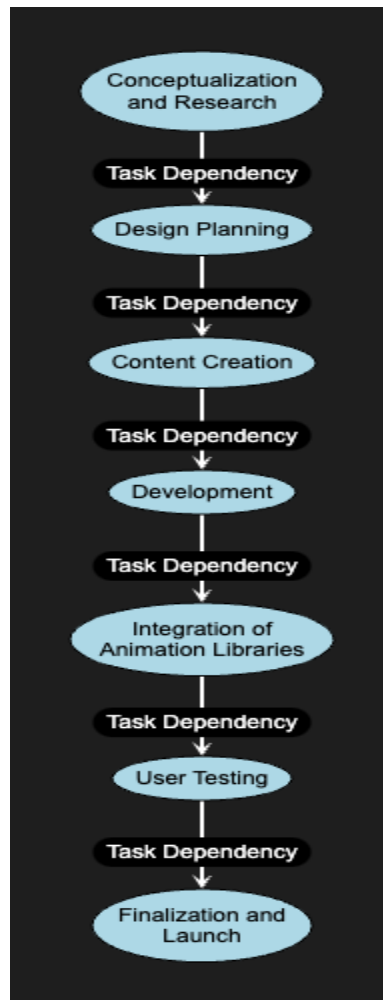 Conceptualization
and Research
Task Dependency
Design Planning
Task Dependency
Content Creation
Task Dependency
Development
Task Dependency
Integration of
Animation Libraries
Task Dependency
User Testing
Task Dependency
Finalization and
Launch